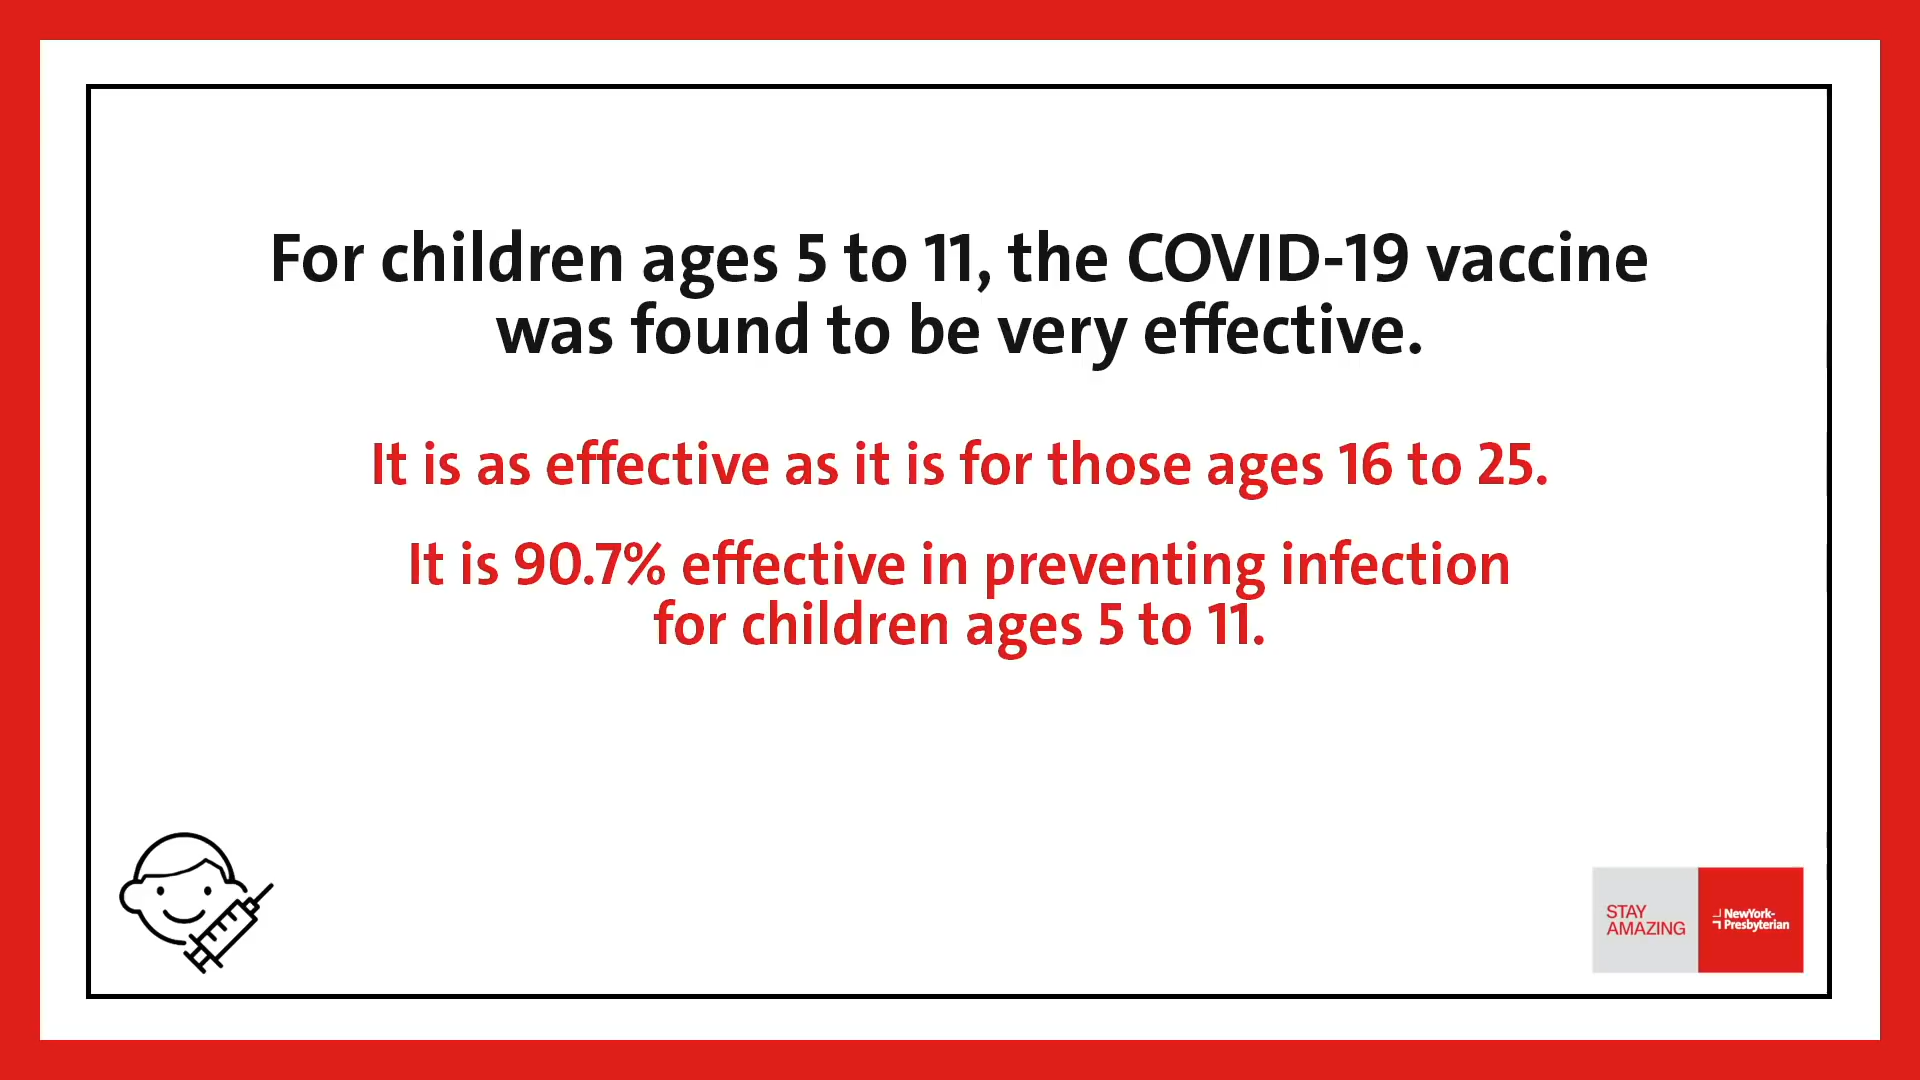 For children ages 5 to 11, the COVID-19 vaccine
was found to be very effective.
It is as effective as it is for those ages 16 to 25.
It is 90.7% effective in preventing infection
for children ages 5 to 11.
STAY
AMAZING
NewYork-
Presbyterian